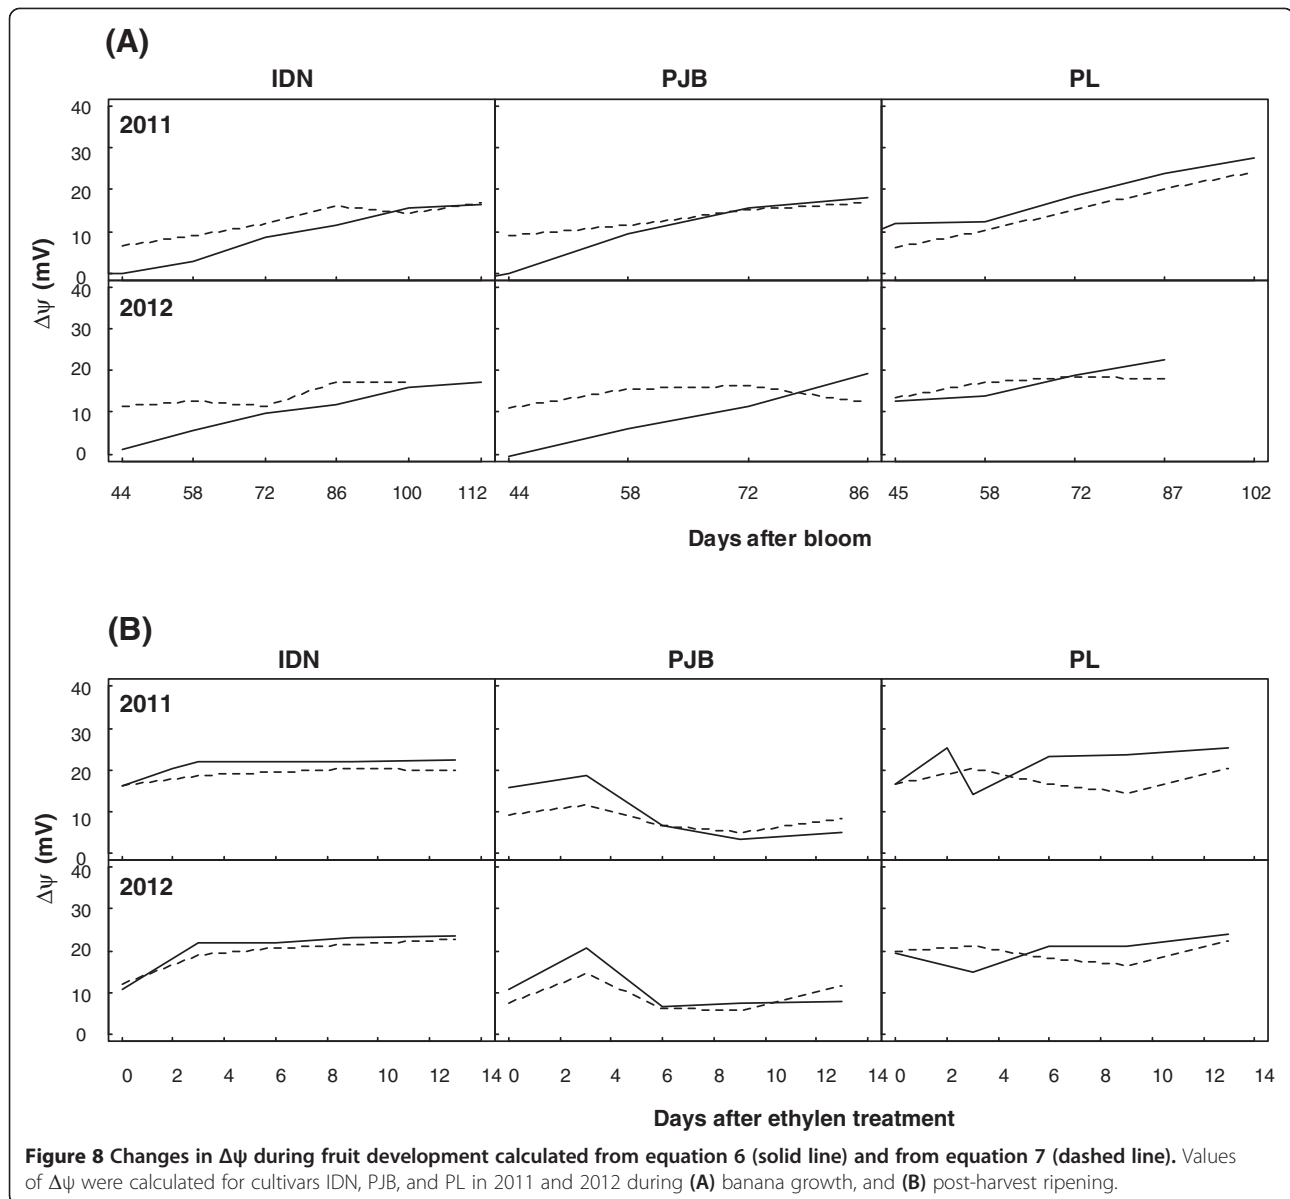 (A)
IDN PJB PL
2011
40
30
20
10
0
2012
40
30
20
10
0
Δψ (mV)
44 58 72 86 100 112 44 58 72 86 45 58 72 87 102
Days after bloom
(B)
IDN PJB PL
2011
40
30
20
10
0
2012
40
30
20
10
0
Δψ (mV)
0 2 4 6 8 10 12 14 0 2 4 6 8 10 12 14 0 2 4 6 8 10 12 14
Days after ethylen treatment
Figure 8 Changes in Δψ during fruit development calculated from equation 6 (solid line) and from equation 7 (dashed line). Values
of Δψ were calculated for cultivars IDN, PJB, and PL in 2011 and 2012 during (A) banana growth, and (B) post-harvest ripening.